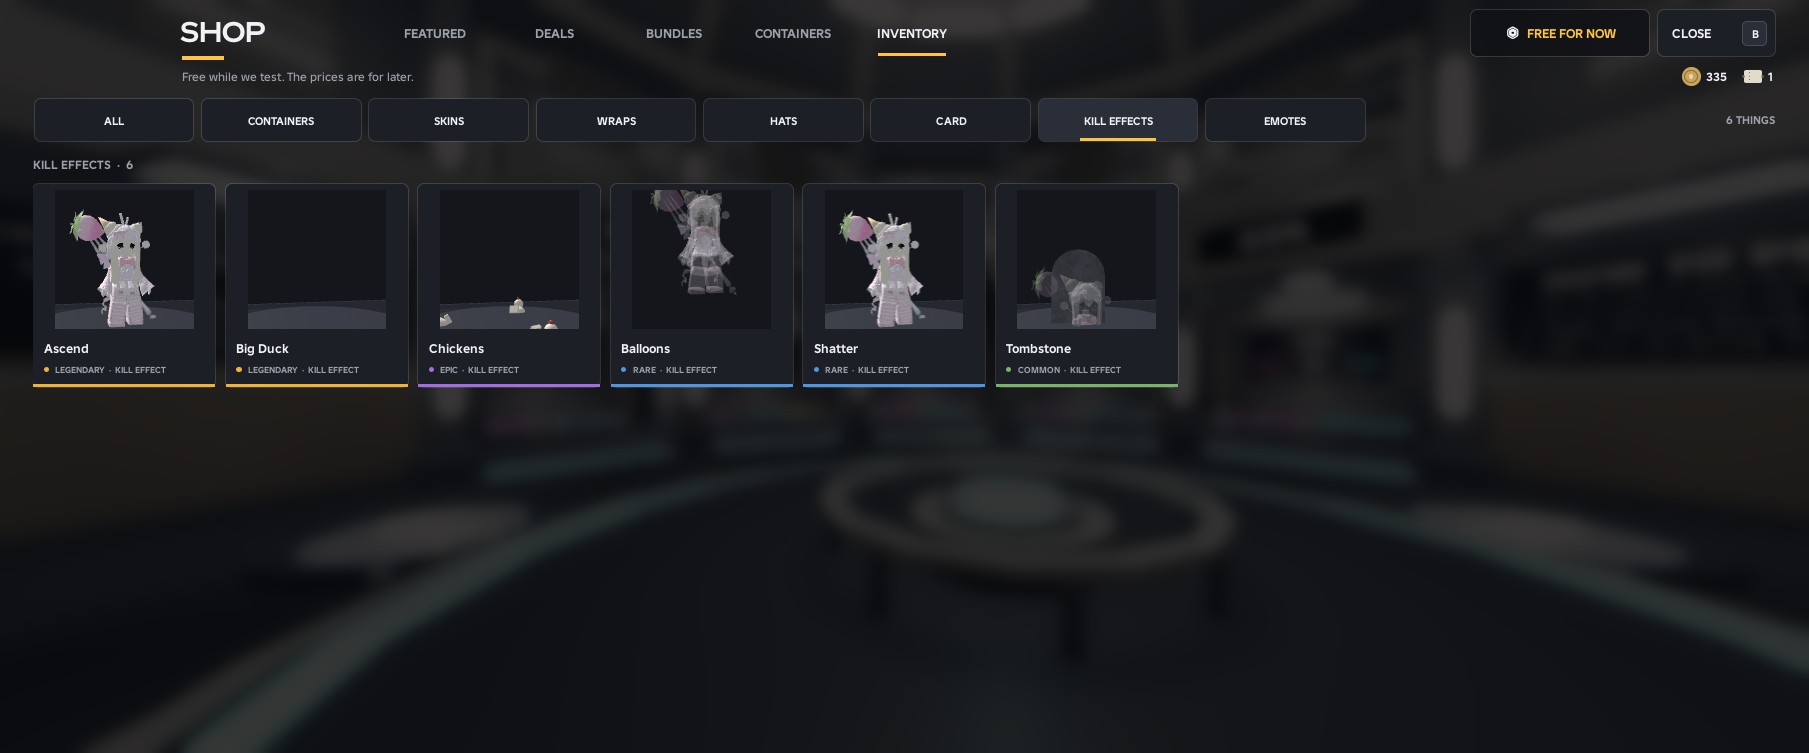 SHOP
FEATURED
DEALS
BUNDLES
CONTAINERS
INVENTORY
FREE FOR NOW
CLOSE
B
Free while we test. The prices are for later.
335
1
ALL
CONTAINERS
SKINS
WRAPS
HATS
CARD
KILL EFFECTS
EMOTES
6 THINGS
KILL EFFECTS · 6
Ascend
LEGENDARY · KILL EFFECT
Big Duck
LEGENDARY · KILL EFFECT
Chickens
EPIC · KILL EFFECT
Balloons
RARE · KILL EFFECT
Shatter
RARE · KILL EFFECT
Tombstone
COMMON · KILL EFFECT